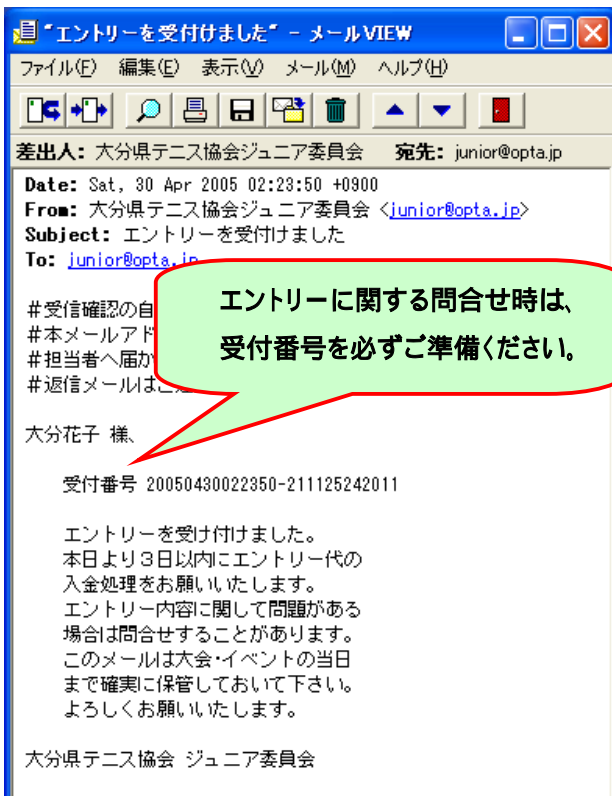 "エントリーを受付けました" - メールVIEW
ファイル(F) 編集(E) 表示(V) メール(M) ヘルプ(H)
差出人: 大分県テニス協会ジュニア委員会 宛先: junior@opta.jp
Date: Sat, 30 Apr 2005 02:23:50 +0900
From: 大分県テニス協会ジュニア委員会 <junior@opta.jp>
Subject: エントリーを受付けました
To: junior@opta.jp
#受信確認の自
#本メールアド
#担当者へ届か
#返信メールはご
エントリーに関する問合せ時は、
受付番号を必ずご準備ください。
大分花子 様、
受付番号 20050430022350-211125242011
エントリーを受け付けました。
本日より3日以内にエントリー代の
入金処理をお願いいたします。
エントリー内容に関して問題がある
場合は問合せすることがあります。
このメールは大会・イベントの当日
まで確実に保管しておいて下さい。
よろしくお願いいたします。
大分県テニス協会 ジュニア委員会